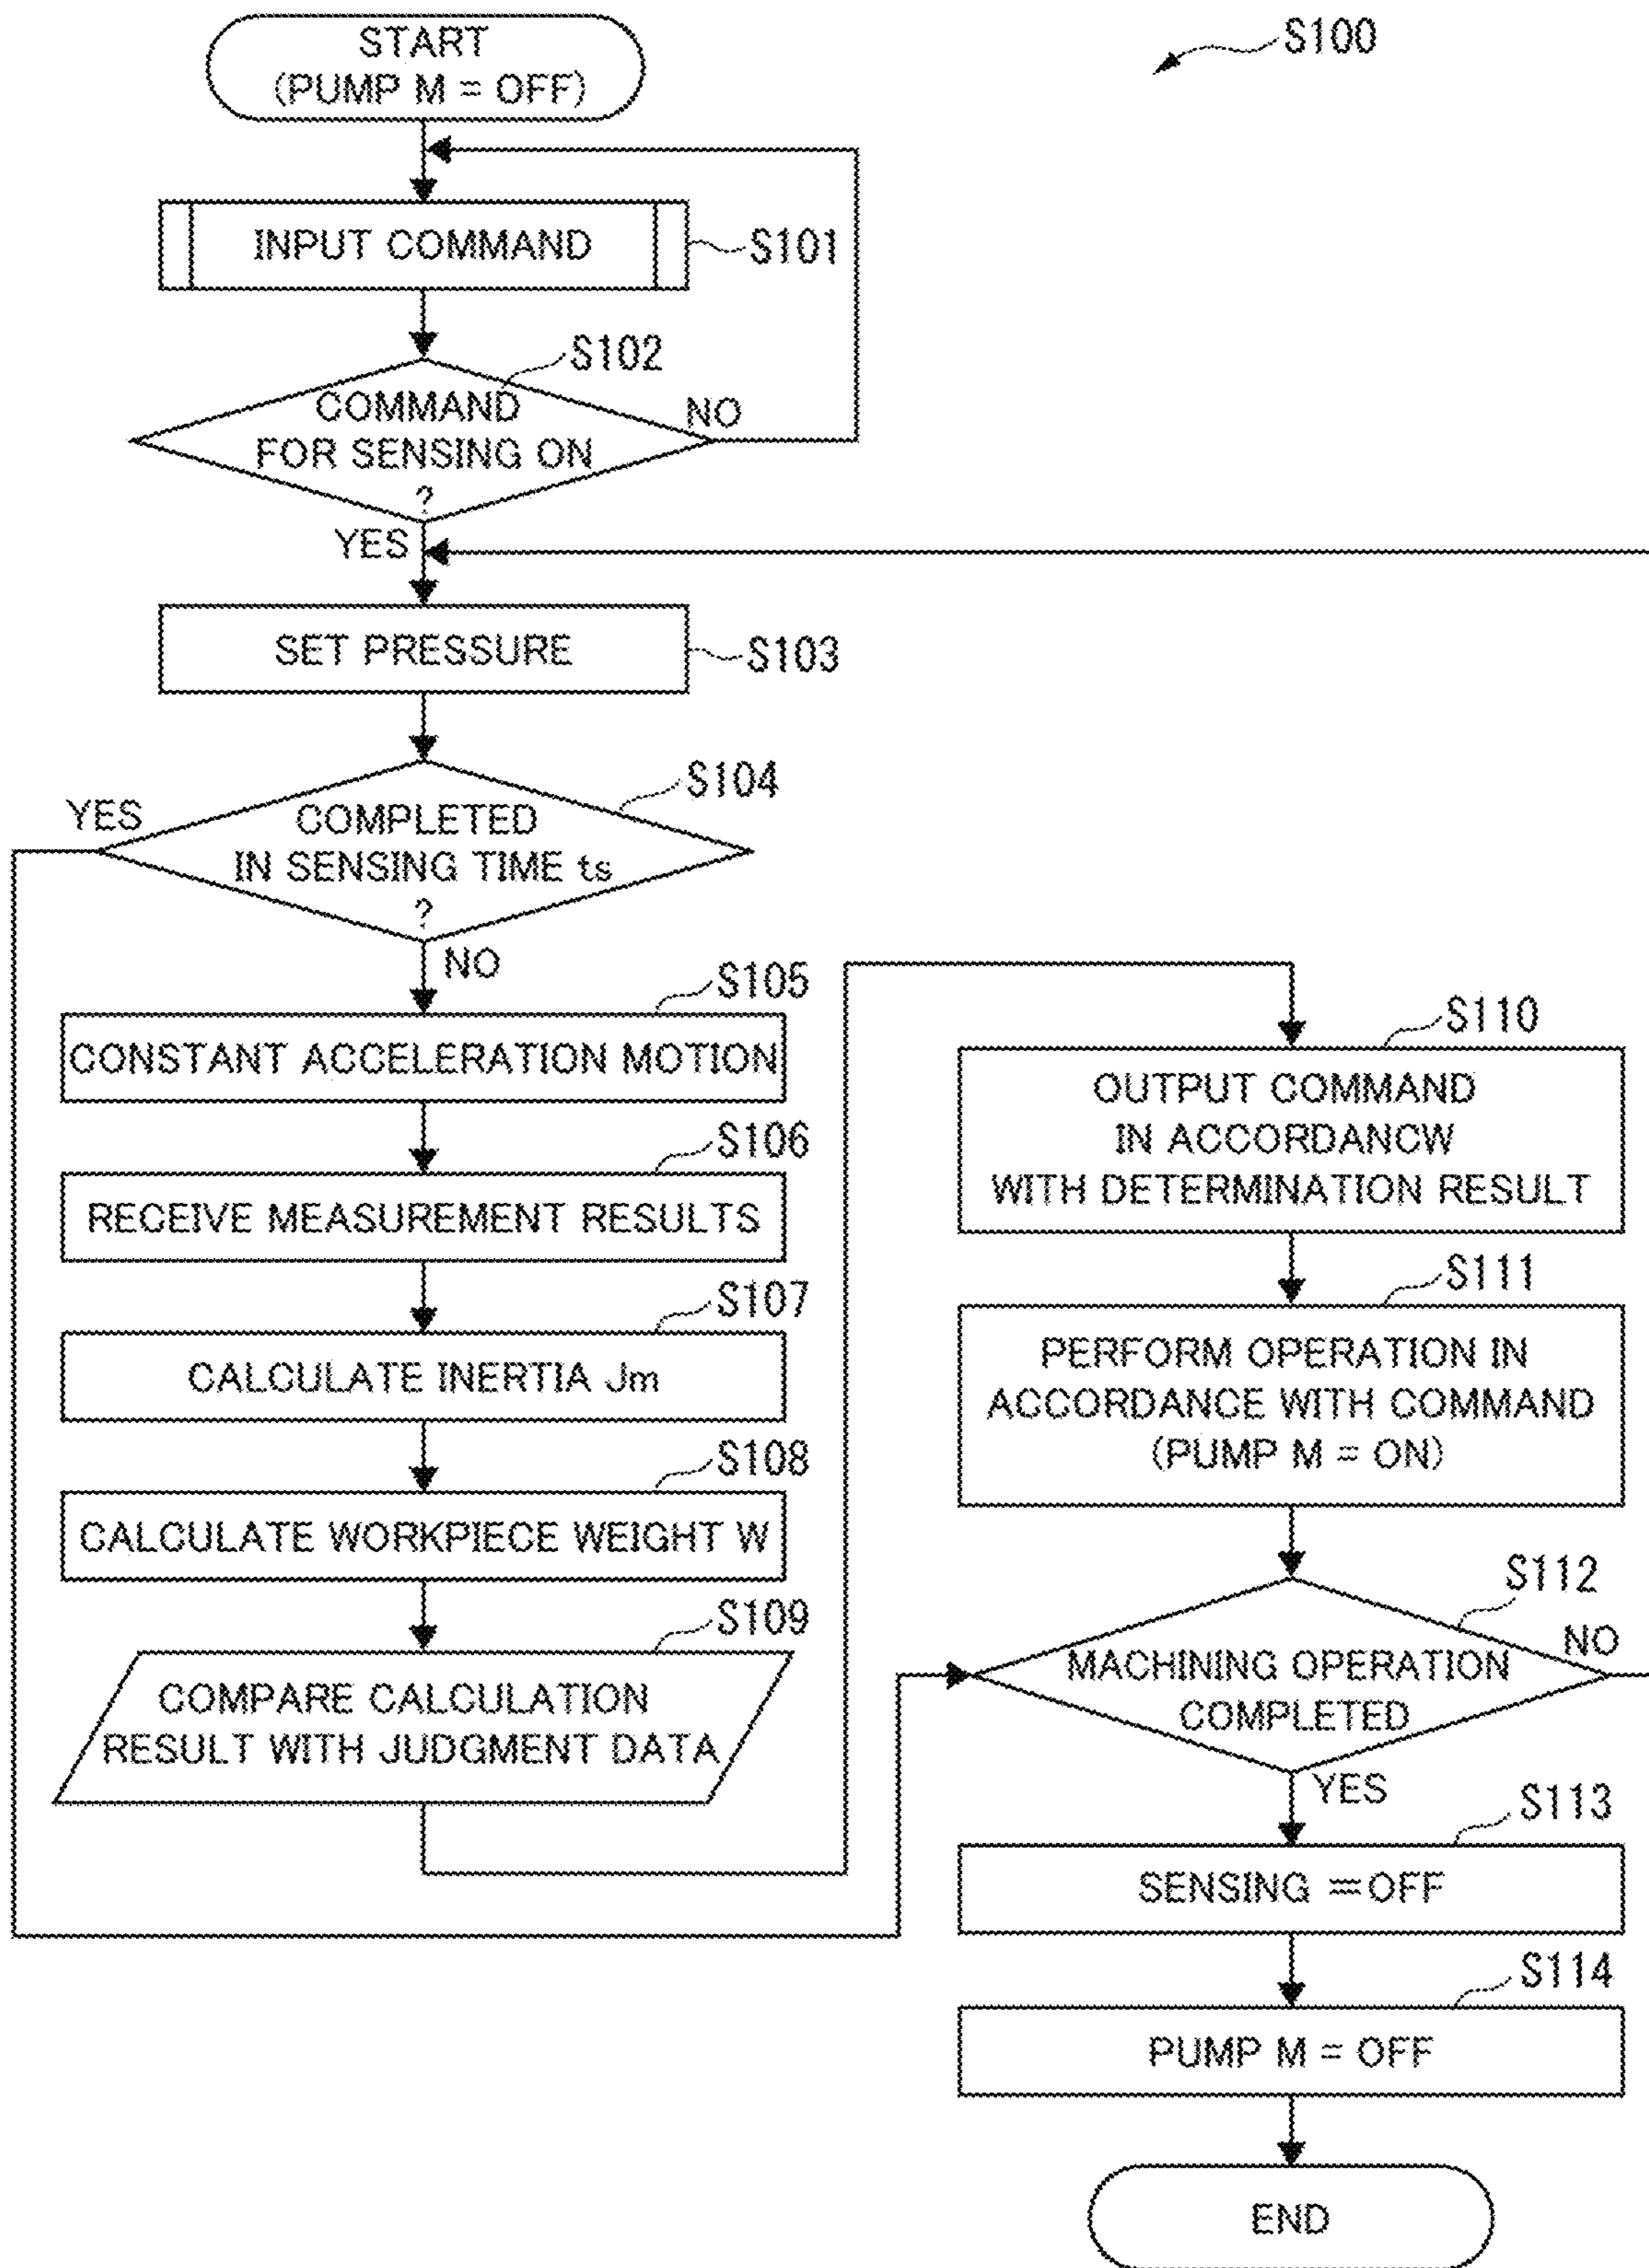 S100
START
(PUMP M = OFF)
INPUT COMMAND
S101
S102
COMMAND
FOR SENSING ON
?
NO
YES
SET PRESSURE
S103
S104
YES
COMPLETED
IN SENSING TIME ts
?
NO
S105
CONSTANT ACCELERATION MOTION
S106
RECEIVE MEASUREMENT RESULTS
S107
CALCULATE INERTIA Jm
S108
CALCULATE WORKPIECE WEIGHT W
S109
COMPARE CALCULATION
RESULT WITH JUDGMENT DATA
S110
OUTPUT COMMAND
IN ACCORDANCW
WITH DETERMINATION RESULT
S111
PERFORM OPERATION IN
ACCORDANCE WITH COMMAND
(PUMP M = ON)
S112
NO
MACHINING OPERATION
COMPLETED
YES
S113
SENSING =OFF
S114
PUMP M = OFF
END